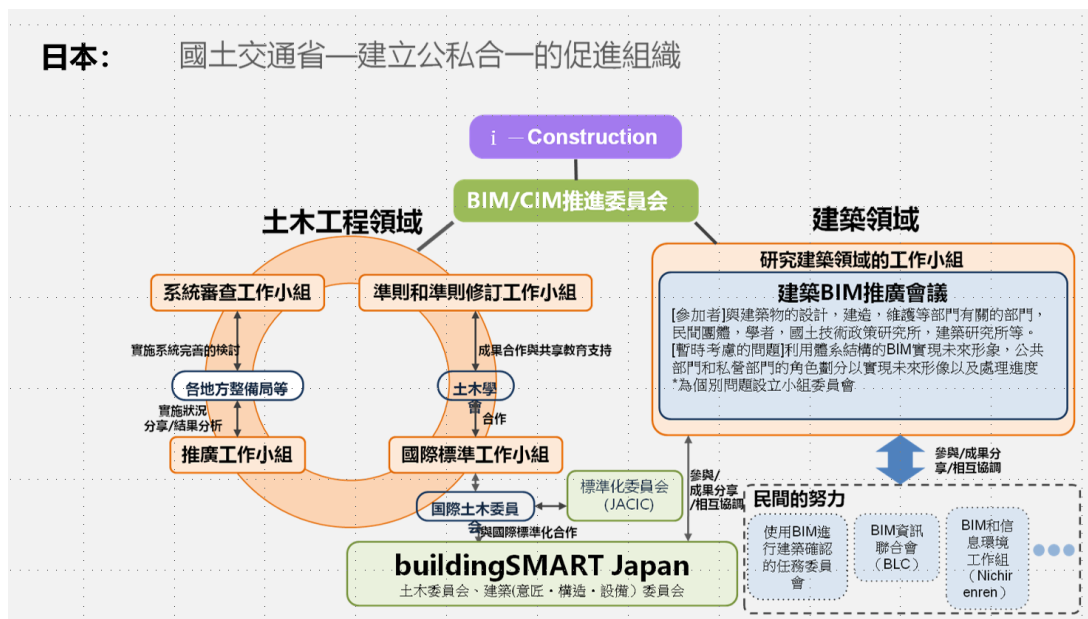 日本：
國土交通省—建立公私合一的促進組織
i －Construction
BIM/CIM推進委員会
土木工程領域
建築領域
系統審查工作小組
準則和準則修訂工作小組
實施系統完善的検討
成果合作與共享教育支持
各地方整備局等
土木學
會
實施狀況
分享/結果分析
合作
推廣工作小組
國際標準工作小組
国際土木委員
会
標準化委員会
(JACIC)
與國際標準化合作
參與/
成果分享
/相互協調
buildingSMART Japan
土木委員会、建築(意匠・構造・設備）委員会
研究建築領域的工作小組
建築BIM推廣會議
[參加者]與建築物的設計，建造，維護等部門有關的部門，
民間團體，學者，國土技術政策研究所，建築研究所等。
[暫時考慮的問題]利用體系結構的BIM實現未來形象，公共
部門和私營部門的角色劃分以實現未來形像以及處理進度
*為個別問題設立小組委員會
參與/成果分
享/相互協調
民間的努力
使用BIM進
行建築確認
的任務委員
會
BIM資訊
聯合會
（BLC）
BIM和信
息環境
工作組
（Nichir
enren）